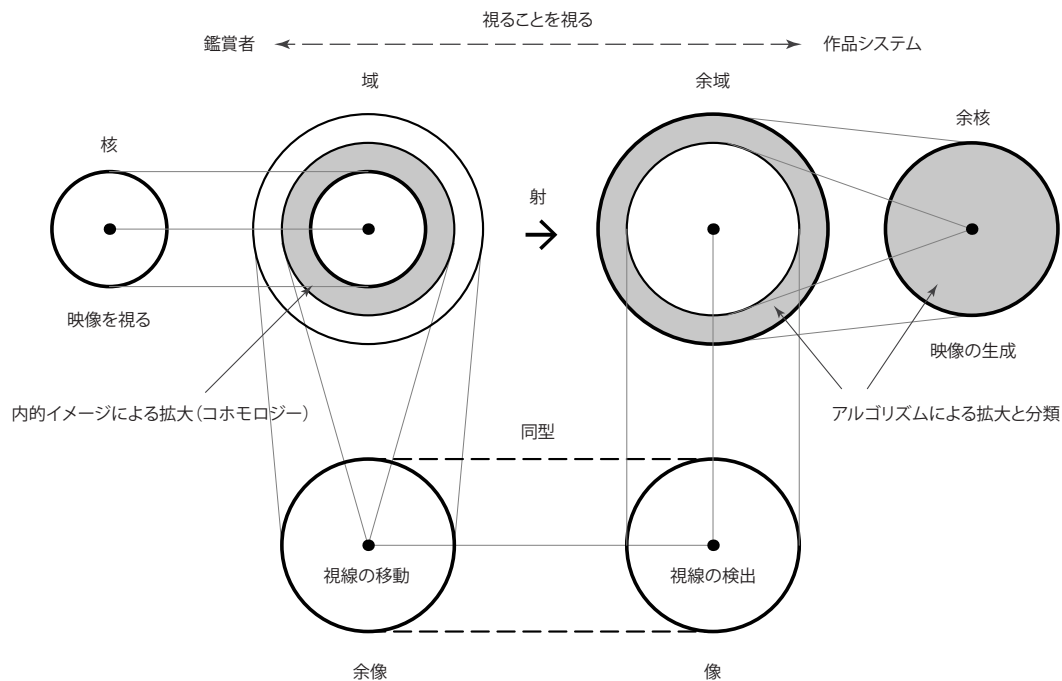 視ることを視る
鑑賞者
作品システム
域
余域
核
余核
射
映像を視る
映像の生成
内的イメージによる拡大（コホモロジー）
アルゴリズムによる拡大と分類
同型
視線の移動
視線の検出
余像
像